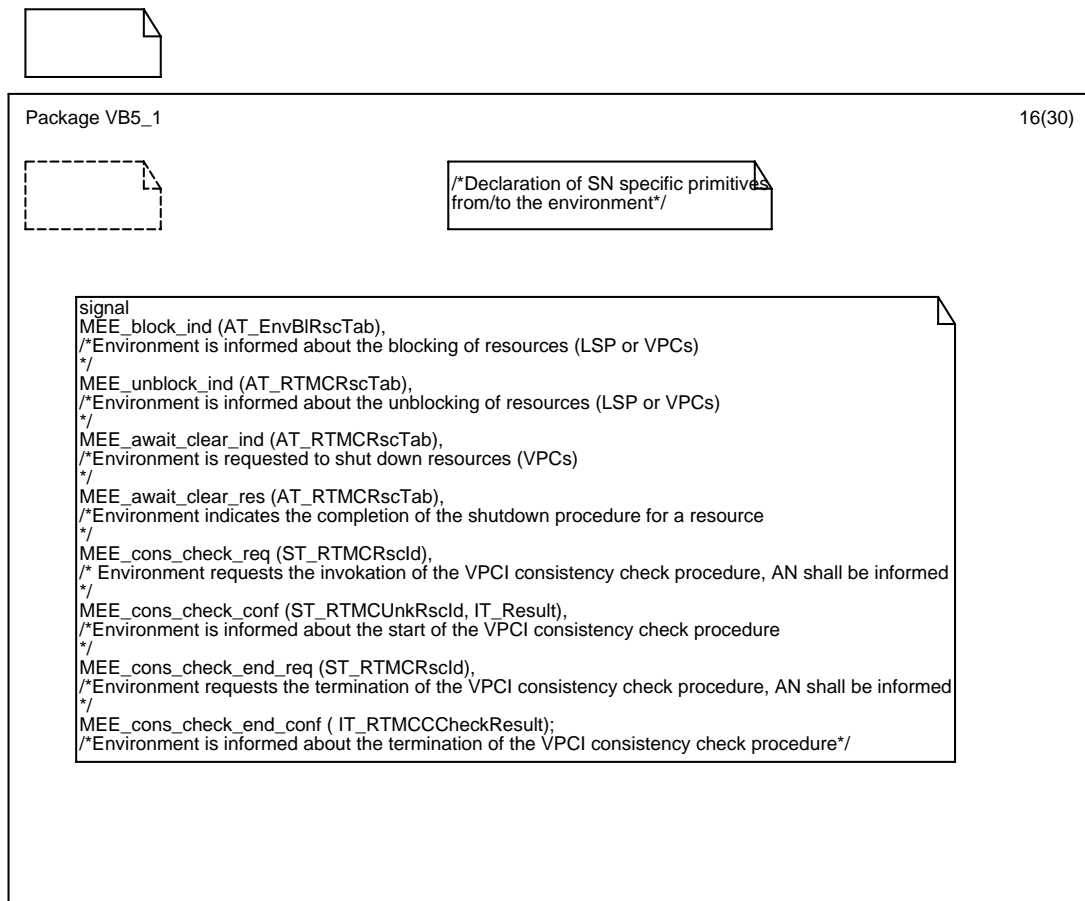 Package VB5_1
16(30)
/*Declaration of SN specific primitives
from/to the environment*/
signal
MEE_block_ind (AT_EnvBlRscTab),
/*Environment is informed about the blocking of resources (LSP or VPCs)
*/
MEE_unblock_ind (AT_RTMCRscTab),
/*Environment is informed about the unblocking of resources (LSP or VPCs)
*/
MEE_await_clear_ind (AT_RTMCRscTab),
/*Environment is requested to shut down resources (VPCs)
*/
MEE_await_clear_res (AT_RTMCRscTab),
/*Environment indicates the completion of the shutdown procedure for a resource
*/
MEE_cons_check_req (ST_RTMCRscId),
/* Environment requests the invokation of the VPCI consistency check procedure, AN shall be informed
*/
MEE_cons_check_conf (ST_RTMCUnkRscId, IT_Result),
/*Environment is informed about the start of the VPCI consistency check procedure
*/
MEE_cons_check_end_req (ST_RTMCRscId),
/*Environment requests the termination of the VPCI consistency check procedure, AN shall be informed
*/
MEE_cons_check_end_conf ( IT_RTMCCCheckResult);
/*Environment is informed about the termination of the VPCI consistency check procedure*/